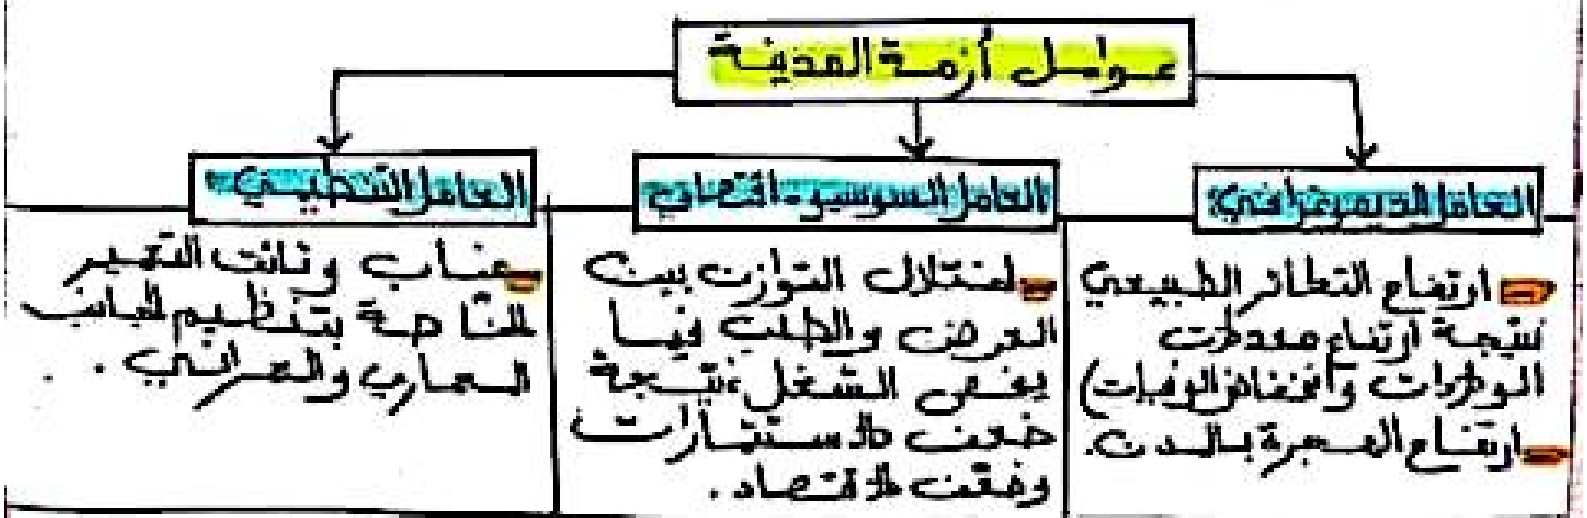 عوامل أزمة المدينة
العامل الديموغرافي:
العامل السوسيو-اقتصادي
العامل التنظيمي
ارتفاع التكاثر الطبيعي
نتيجة ارتفاع معدلات
الولادات وانخفاض الوفيات)
ارتفاع الهجرة بالمدن.
اختلال التوازن بين
العرض والطلب فيما
يخص الشغل نتيجة
ضعف الاستثمارات
وضعف الاقتصاد.
غياب وثائق التعمير
الخاصة بتنظيم الجانب
المعماري والعمراني.